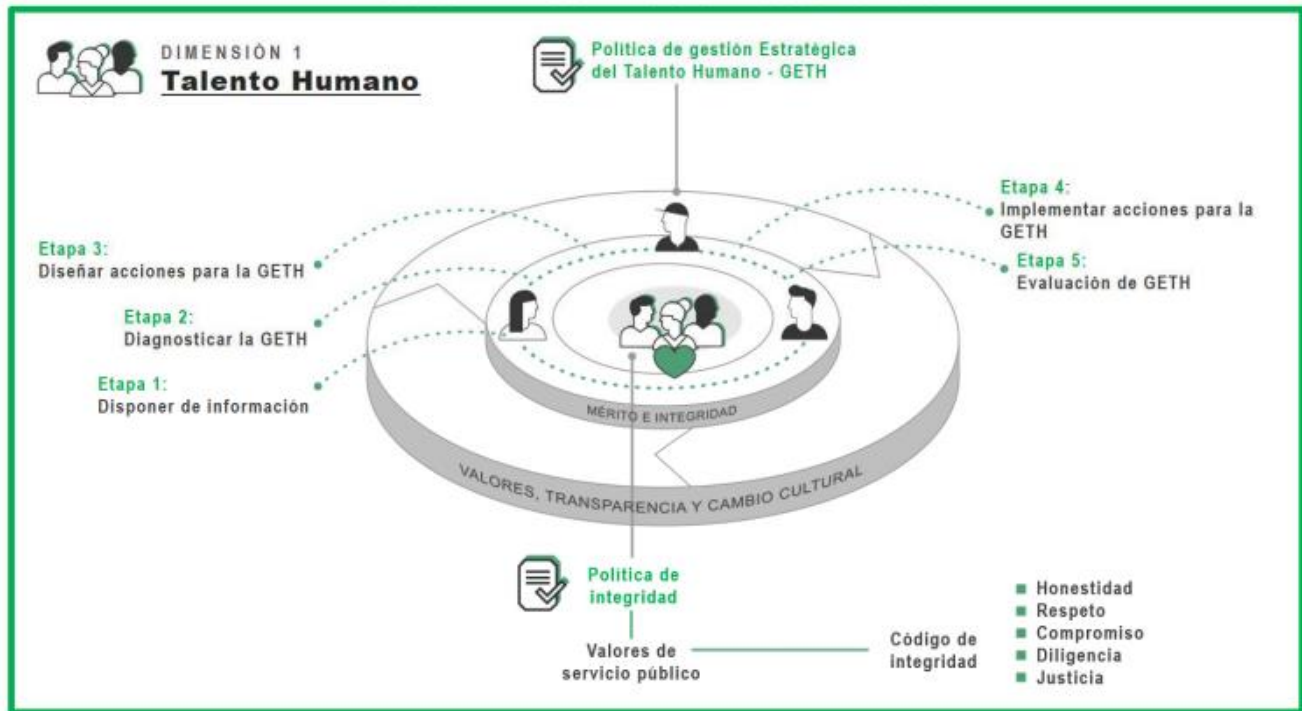 DIMENSIÓN 1
Talento Humano
Política de gestión Estratégica
del Talento Humano - GETH
Etapa 4:
Implementar acciones para la
GETH
Etapa 3:
Diseñar acciones para la GETH
Etapa 5:
Evaluación de GETH
Etapa 2:
Diagnosticar la GETH
Etapa 1:
Disponer de información
MÉRITO E INTEGRIDAD
VALORES, TRANSPARENCIA Y CAMBIO CULTURAL
Política de
integridad
Valores de
servicio público
Código de
integridad
Honestidad
Respeto
Compromiso
Diligencia
Justicia